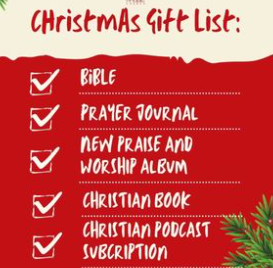 Christmas Gift List:
Bible
Prayer Journal
New Praise and
Worship Album
Christian Book
Christian Podcast
Subcription